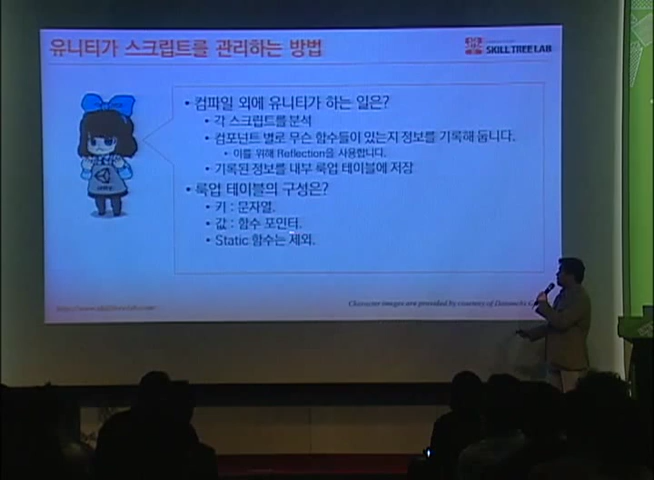 유니티가 스크립트를 관리하는 방법
SKILL TREE LAB
• 컴파일 외에 유니티가 하는 일은?
• 각 스크립트를 분석
• 컴포넌트 별로 무슨 함수들이 있는지 정보를 기록해 둡니다.
• 이를 위해 Reflection을 사용합니다.
• 기록된 정보를 내부 룩업 테이블에 저장
• 룩업 테이블의 구성은?
• 키 : 문자열.
• 값 : 함수 포인터.
• Static 함수는 제외.
Character images are provided by courtesy of